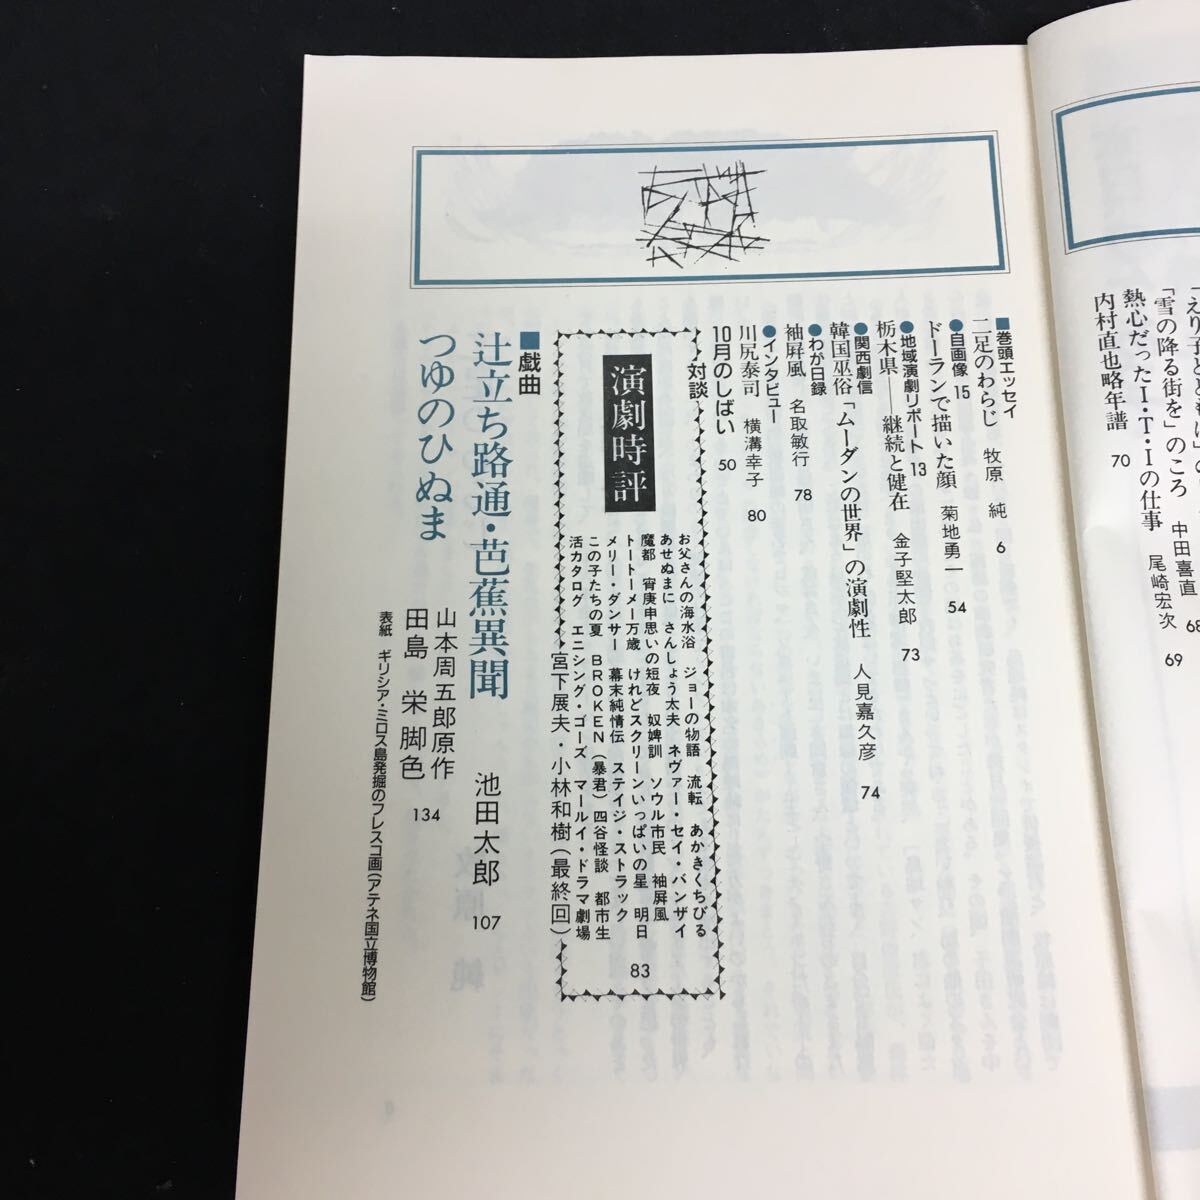 「雪の降る街を」のころ　中田喜直　68
熱心だったI・T・Iの仕事　尾崎宏次　69
内村直也略年譜　70
■巻頭エッセイ
二足のわらじ　牧原　純　6
●自画像 15
ドーランで描いた顔　菊地勇一　54
●地域演劇リポート 13
栃木県――継続と健在　金子堅太郎　73
●関西劇信
韓国巫俗「ムーダンの世界」の演劇性　人見嘉久彦　74
●わが日録
袖屛風　名取敏行　78
●インタビュー
川尻泰司　横溝幸子　80
10月のしばい　50
対談
演劇時評
お父さんの海水浴　ジョーの物語　流転　あかきくちびる
あせぬまに　さんしょう太夫　ネヴァー・セイ・バンザイ
魔都　宵庚申思いの短夜　奴婢訓　ソウル市民　袖屛風
トートーメー万歳　けれどスクリーンいっぱいの星　明日
メリー・ダンサー　幕末純情伝　ステイジ・ストラック
この子たちの夏　BROKEN（暴君）四谷怪談　都市生
活カタログ　エニシング・ゴーズ　マールイ・ドラマ劇場
宮下展夫・小林和樹（最終回）
83
■戯曲
辻立ち路通・芭蕉異聞　池田太郎　107
つゆのひぬま　山本周五郎原作
田島　栄脚色　134
表紙　ギリシア・ミロス島発掘のフレスコ画（アテネ国立博物館）